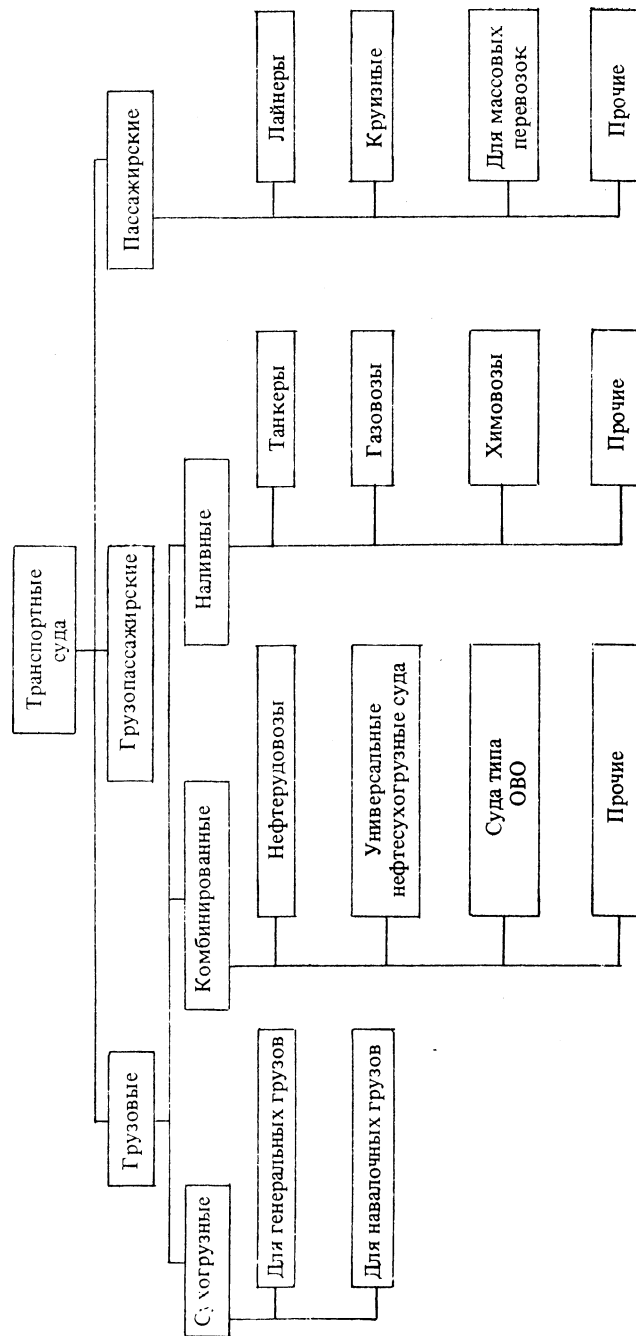 Транспортные
суда
Грузовые
Грузопассажирские
Пассажирские
Сухогрузные
Комбинированные
Наливные
Для генеральных грузов
Нефтерудовозы
Танкеры
Лайнеры
Для навалочных грузов
Универсальные
нефтесухогрузные суда
Газовозы
Круизные
Суда типа
ОВО
Химовозы
Для массовых
перевозок
Прочие
Прочие
Прочие